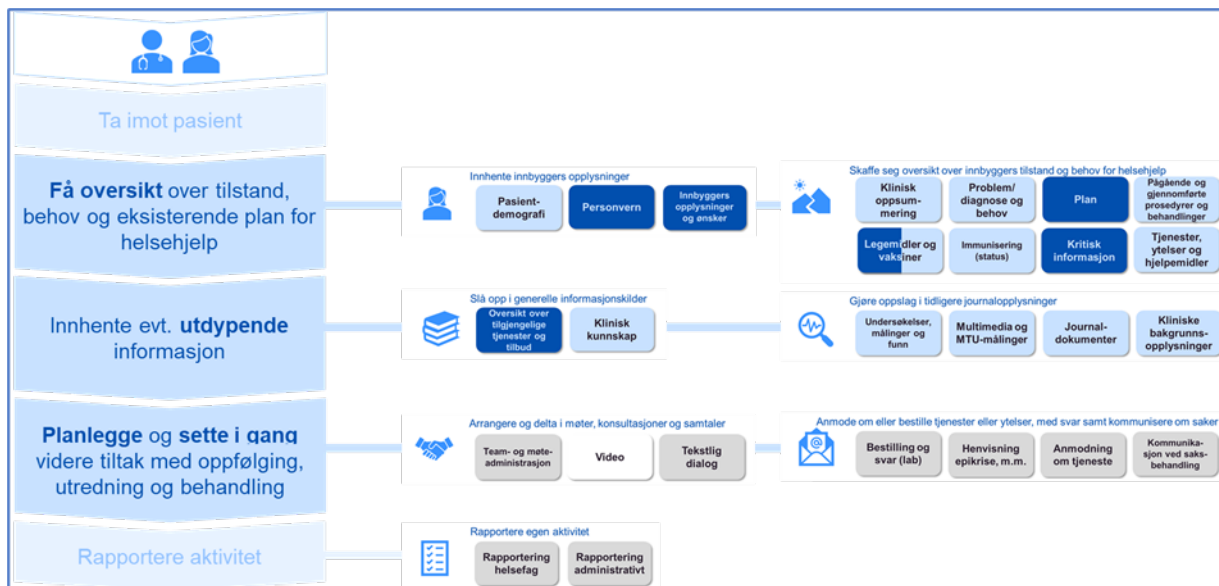 Ta imot pasient
Få oversikt over tilstand,
behov og eksisterende plan for
helsehjelp
Innhente innbyggers opplysninger
Pasient-
demografi
Personvern
Innbyggers
opplysninger
og ønsker
Skaffe seg oversikt over innbyggers tilstand og behov for helsehjelp
Klinisk
oppsum-
mering
Problem/
diagnose og
behov
Plan
Pågående og
gjennomførte
prosedyrer og
behandlinger
Legemidler og
vaksiner
Immunisering
(status)
Kritisk
informasjon
Tjenester,
ytelser og
hjelpemidler
Innhente evt. utdypende
informasjon
Slå opp i generelle informasjonskilder
Oversikt over
tilgjengelige
tjenester og
tilbud
Klinisk
kunnskap
Gjøre oppslag i tidligere journalopplysninger
Undersøkelser,
målinger og
funn
Multimedia og
MTU-målinger
Journal-
dokumenter
Kliniske
bakgrunns-
opplysninger
Planlegge og sette i gang
videre tiltak med oppfølging,
utredning og behandling
Arrangere og delta i møter, konsultasjoner og samtaler
Team- og møte-
administrasjon
Video
Tekstlig
dialog
Anmode om eller bestille tjenester eller ytelser, med svar samt kommunisere om saker
Bestilling og
svar (lab)
Henvisning
epikrise, m.m.
Anmodning
om tjeneste
Kommunika-
sjon ved saks-
behandling
Rapportere aktivitet
Rapportere egen aktivitet
Rapportering
helsefag
Rapportering
administrativt